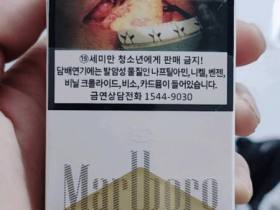 ⑲세미만 청소년에게 판매 금지!
담배연기에는 발암성 물질인 나프틸아민, 니켈, 벤젠,
비닐 크롤라이드, 비소, 카드뮴이 들어있습니다.
금연상담전화 1544-9030
Marlboro